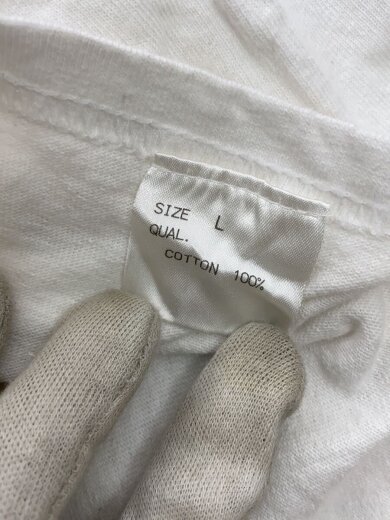 SIZE L
QUAL.
COTTON 100%